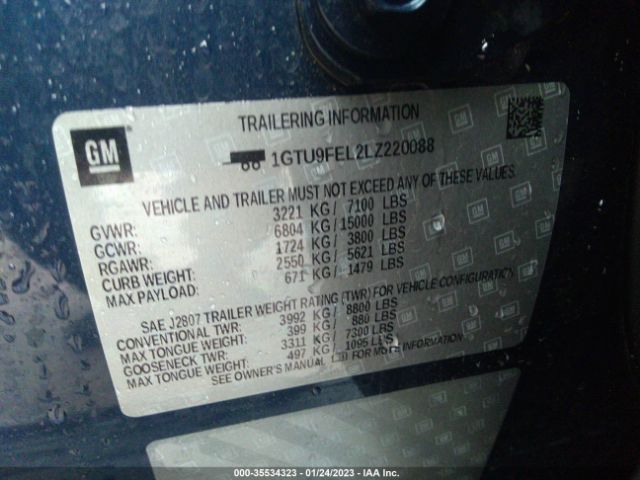 GM
TRAILERING INFORMATION
1GTU9FEL2LZ220088
VEHICLE AND TRAILER MUST NOT EXCEED ANY OF THESE VALUES.
GVWR: 3221 KG/ 7100 LBS
GCWR: 6804 KG/ 15000 LBS
RGAWR: 1724 KG/ 3800 LBS
CURB WEIGHT: 2550 KG/ 5621 LBS
MAX PAYLOAD: 671 KG/ 1479 LBS
SAE J2807 TRAILER WEIGHT RATING (TWR) FOR VEHICLE CONFIGURATION
CONVENTIONAL TWR: 3992 KG/ 8800 LBS
MAX TONGUE WEIGHT: 399 KG/ 880 LBS
GOOSENECK TWR: 3311 KG/ 7300 LBS
MAX TONGUE WEIGHT: 497 KG/ 1095 LBS
SEE OWNER'S MANUAL FOR MORE INFORMATION
000-35534323 - 01/24/2023 - IAA Inc.